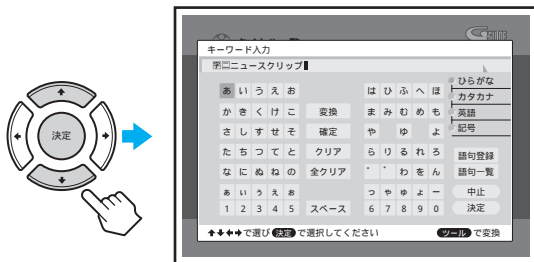 決定
キーワード入力
ニュースクリップ
あ い う え お は ひ ふ へ ほ ひらがな
カタカナ
か き く け こ 変換 ま み む め も 英語
さ し す せ そ 確定 や ゆ よ 記号
た ち つ て と クリア ら り る れ ろ 語句登録
な に ぬ ね の 全クリア ゛ ゜ わ を ん 語句一覧
ぁ ぃ ぅ ぇ ぉ っ ゃ ゅ ょ ー 中止
1 2 3 4 5 スペース 6 7 8 9 0 決定
↑↓←→で選び 決定 で選択してください ツール で変換